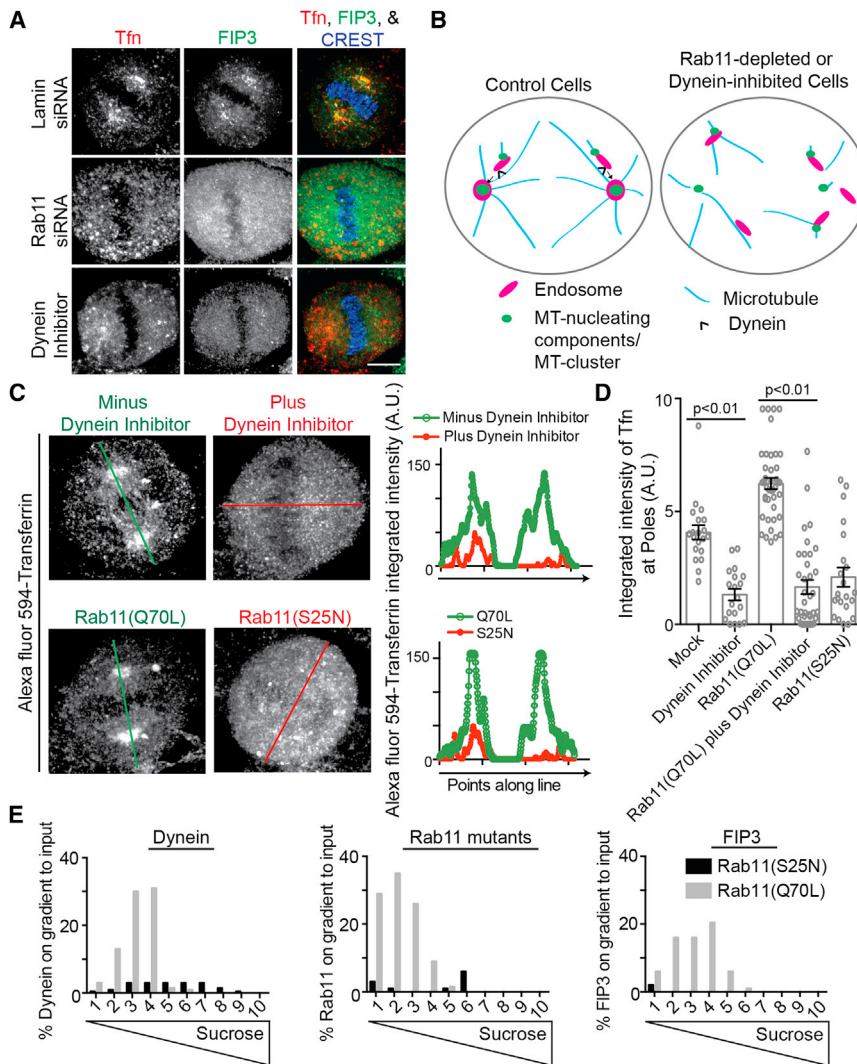 A
Tfn
FIP3
Tfn, FIP3, &
CREST
Lamin
siRNA
Rab11
siRNA
Dynein
Inhibitor
B
Control Cells
Rab11-depleted or
Dynein-inhibited Cells
Endosome
MT-nucleating
components/
MT-cluster
Microtubule
Dynein
C
Minus
Dynein Inhibitor
Plus
Dynein Inhibitor
Alexa fluor 594-Transferrin
Rab11(Q70L)
Rab11(S25N)
Alexa fluor 594-Transferrin integrated intensity (A.U.)
Minus Dynein Inhibitor
Plus Dynein Inhibitor
150
0
Q70L
S25N
150
0
Points along line
D
Integrated intensity of Tfn
at Poles (A.U.)
p<0.01
p<0.01
10
5
0
Mock
Dynein Inhibitor
Rab11(Q70L)
Rab11(Q70L) plus Dynein Inibitor
Rab11(S25N)
E
Dynein
% Dynein on gradient to input
40
20
0
1 2 3 4 5 6 7 8 9 10
Sucrose
Rab11 mutants
% Rab11 on gradient to input
40
20
0
1 2 3 4 5 6 7 8 9 10
Sucrose
FIP3
% FIP3 on gradient to input
40
20
0
Rab11(S25N)
Rab11(Q70L)
1 2 3 4 5 6 7 8 9 10
Sucrose